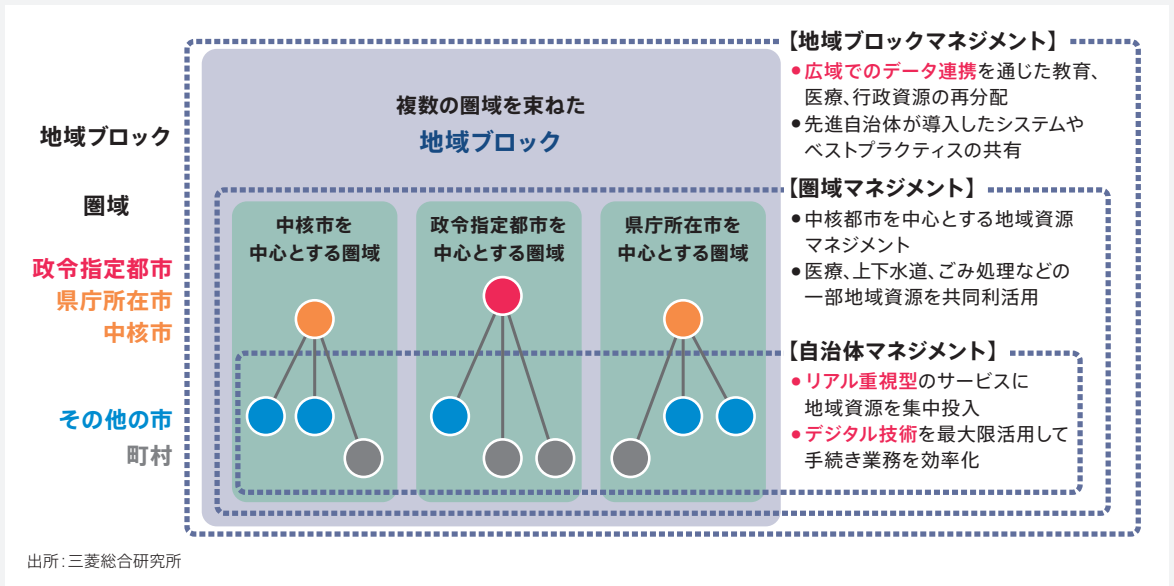 地域ブロック
圏域
政令指定都市
県庁所在市
中核市
その他の市
町村
複数の圏域を束ねた
地域ブロック
中核市を
中心とする圏域
政令指定都市を
中心とする圏域
県庁所在市を
中心とする圏域
【地域ブロックマネジメント】
●広域でのデータ連携を通じた教育、
医療、行政資源の再分配
●先進自治体が導入したシステムや
ベストプラクティスの共有
【圏域マネジメント】
●中核都市を中心とする地域資源
マネジメント
●医療、上下水道、ごみ処理などの
一部地域資源を共同利活用
【自治体マネジメント】
●リアル重視型のサービスに
地域資源を集中投入
●デジタル技術を最大限活用して
手続き業務を効率化
出所:三菱総合研究所